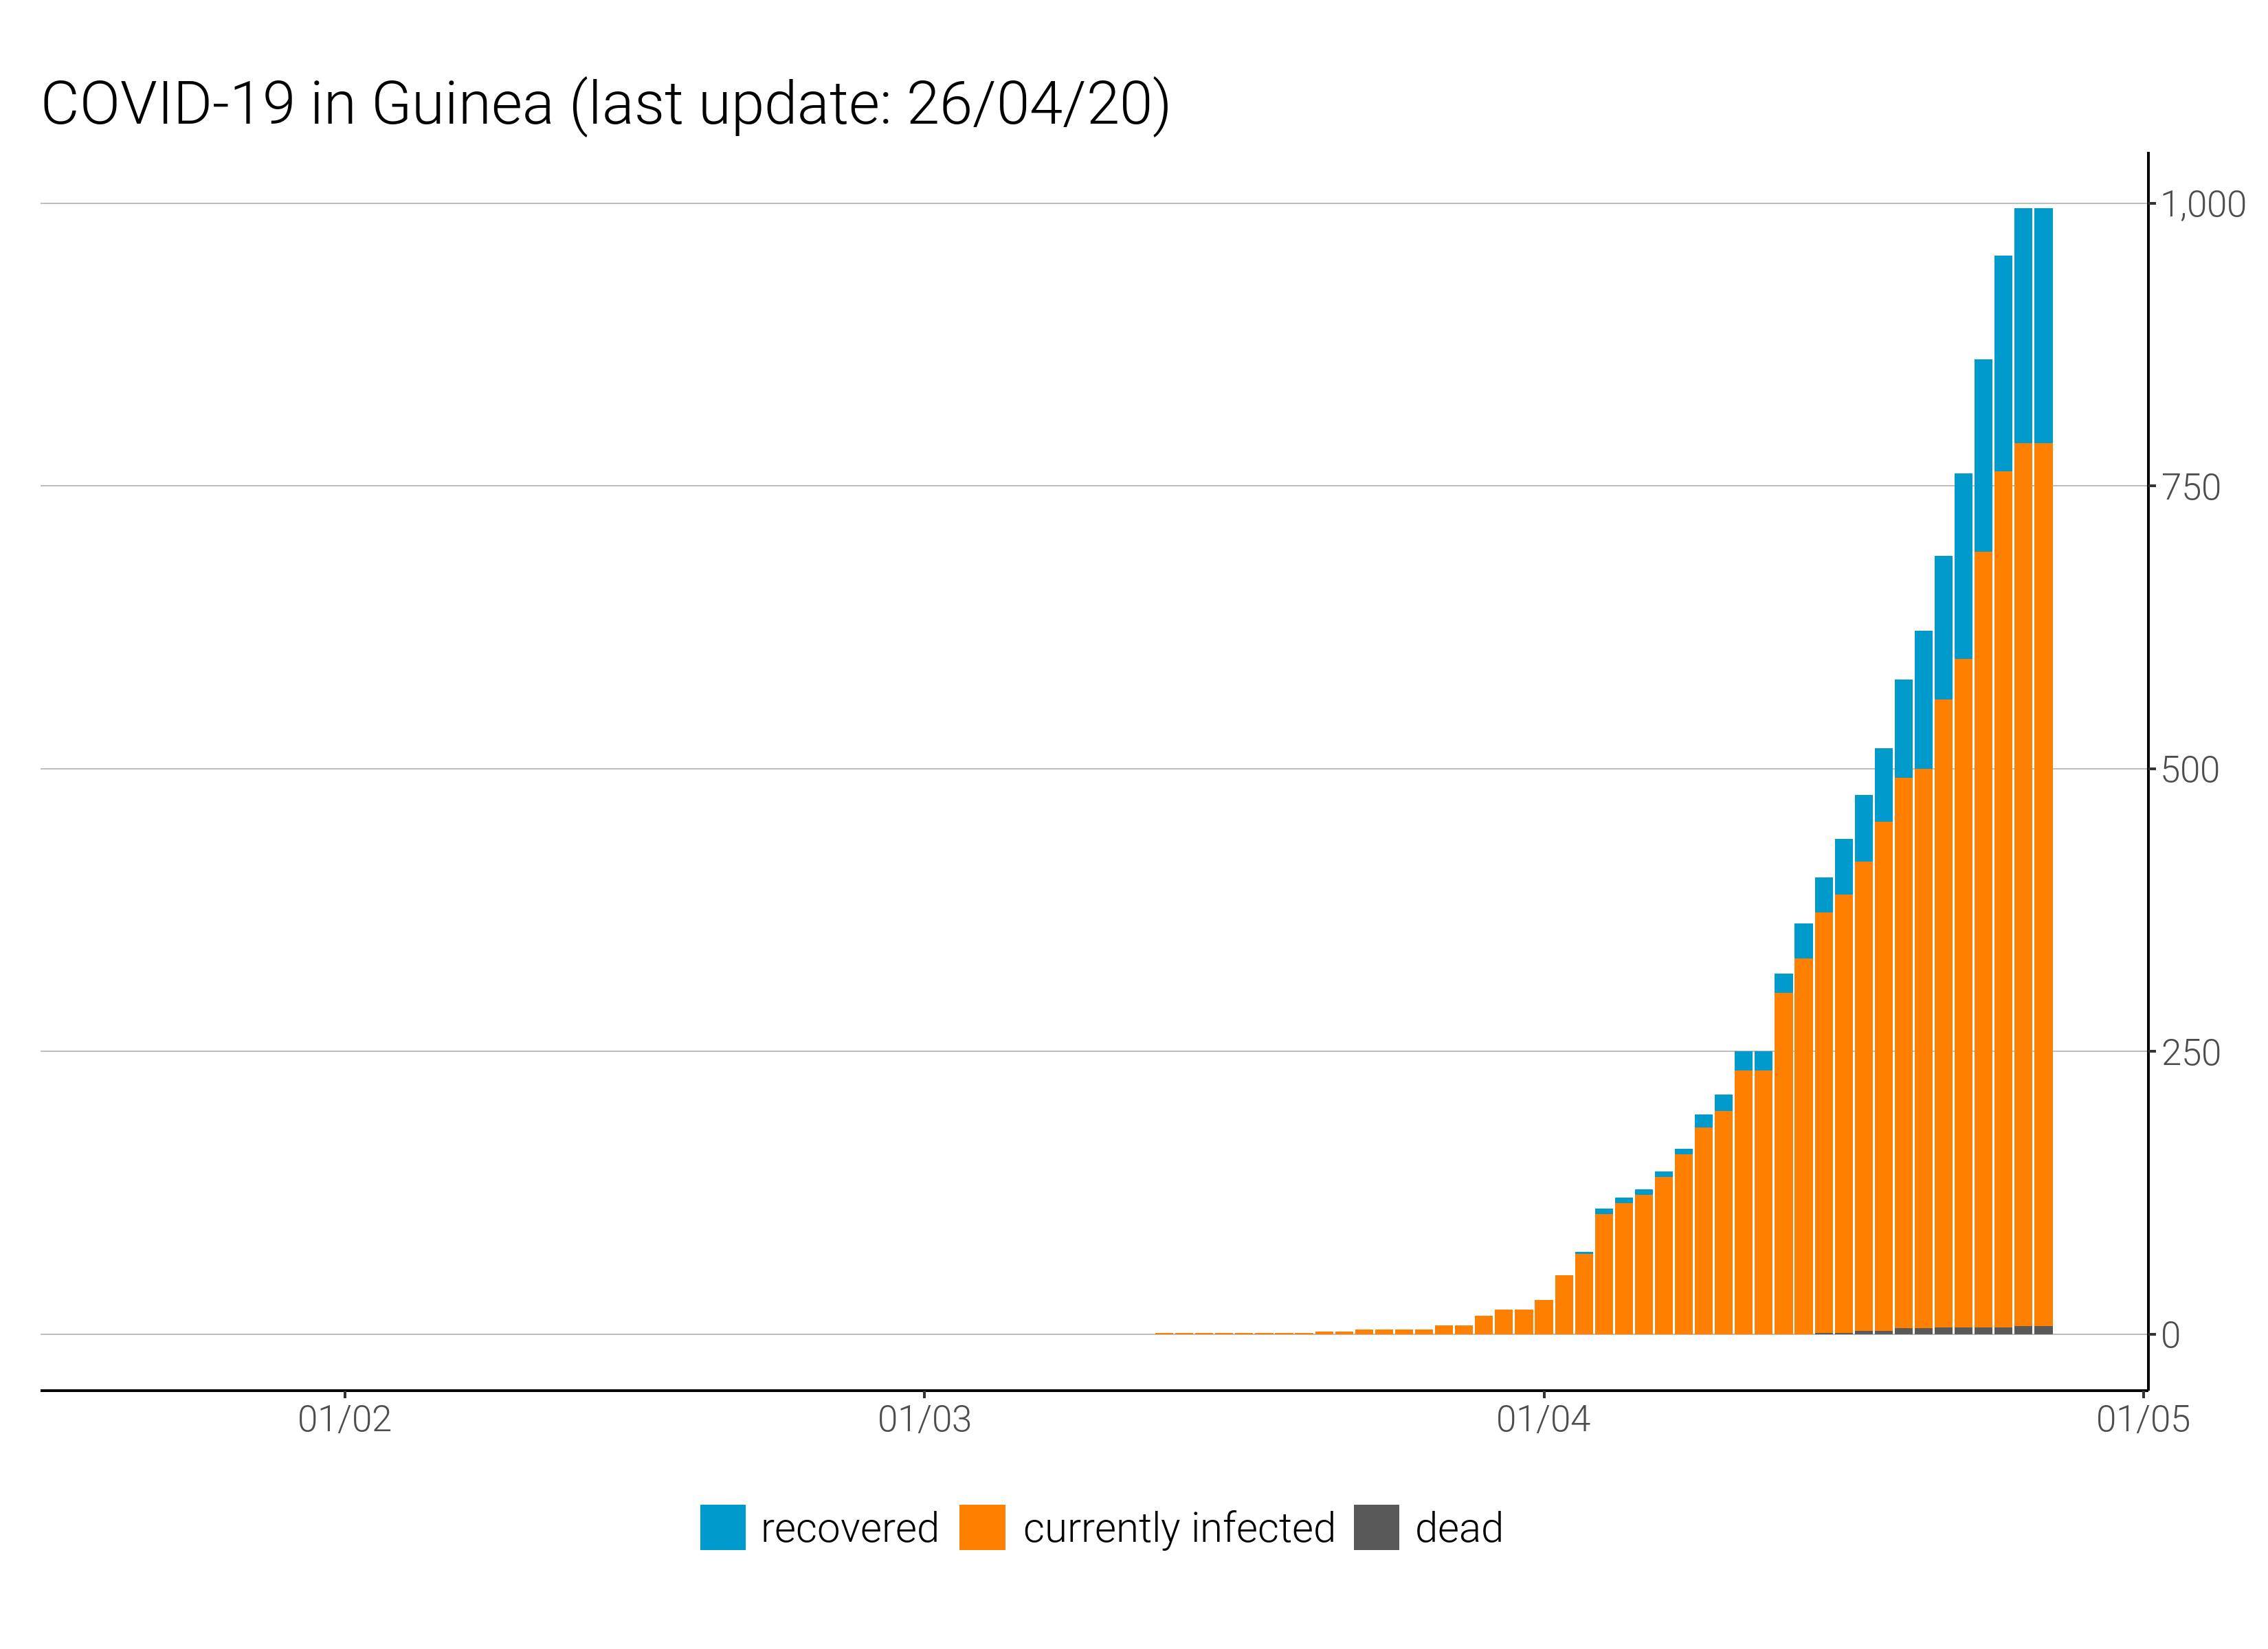 COVID-19 in Guinea (last update: 26/04/20)
1,000
750
500
250
0
01/02 01/03 01/04 01/05
recovered currently infected dead